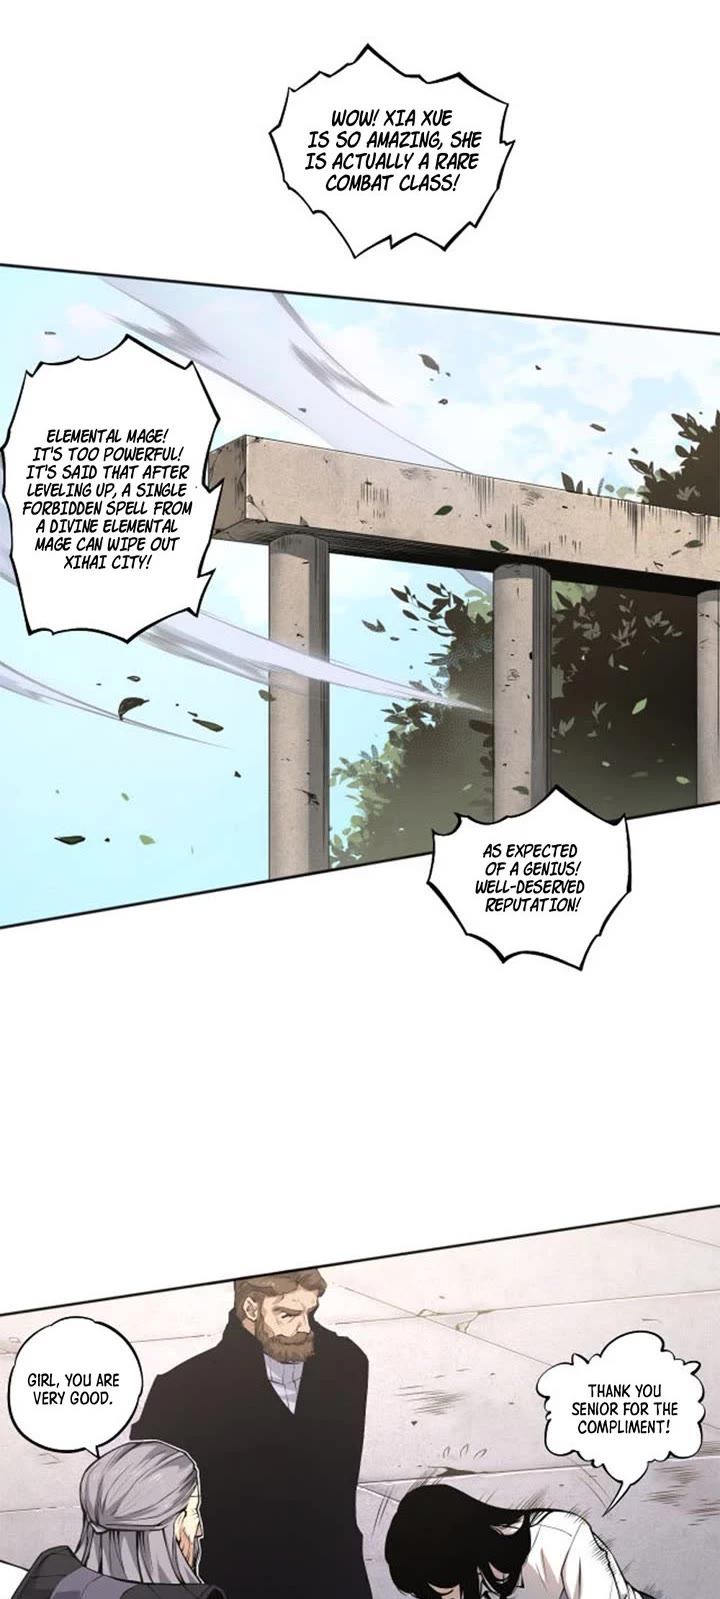 WOW! XIA XUE
IS SO AMAZING, SHE
IS ACTUALLY A RARE
COMBAT CLASS!
ELEMENTAL MAGE!
IT'S TOO POWERFUL!
IT'S SAID THAT AFTER
LEVELING UP, A SINGLE
FORBIDDEN SPELL FROM
A DIVINE ELEMENTAL
MAGE CAN WIPE OUT
XIHAI CITY!
AS EXPECTED
OF A GENIUS!
WELL-DESERVED
REPUTATION!
GIRL, YOU ARE
VERY GOOD.
THANK YOU
SENIOR FOR THE
COMPLIMENT!